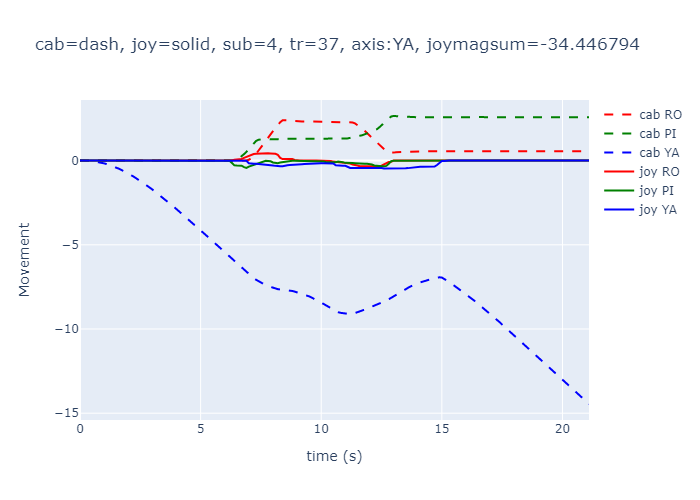 cab=dash, joy=solid, sub=4, tr=37, axis:YA, joymagsum=-34.446794
cab RO
cab PI
cab YA
joy RO
joy PI
joy YA
Movement
0
−5
−10
−15
0 5 10 15 20
time (s)